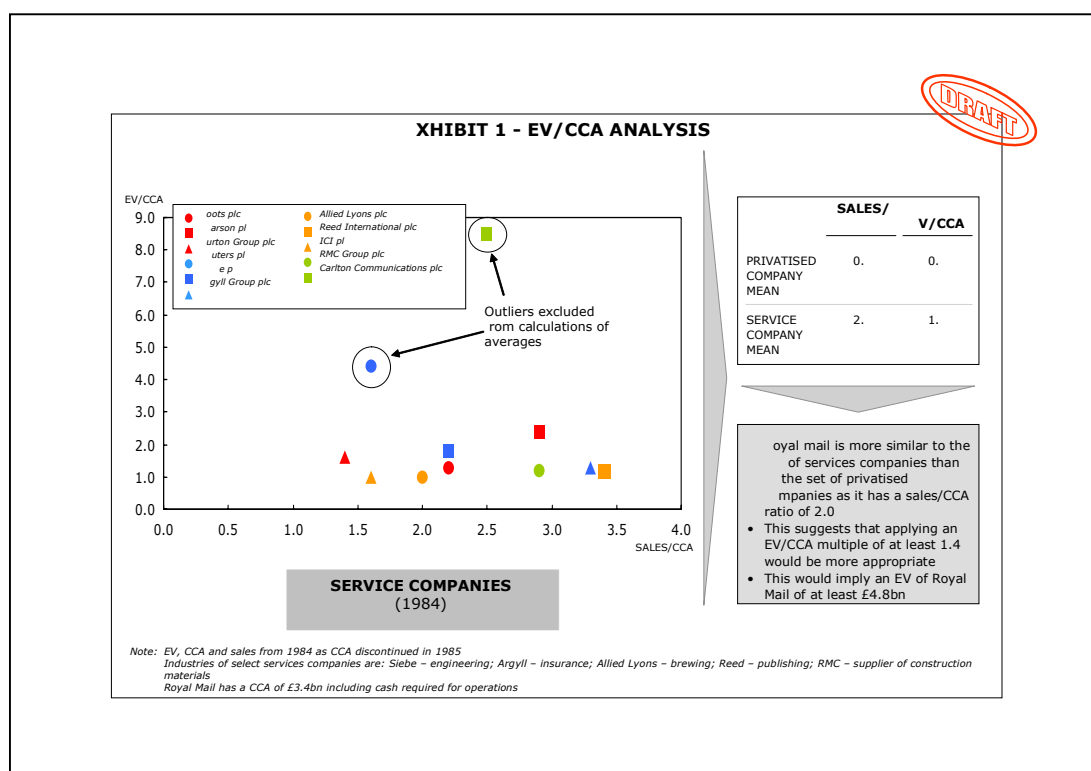 DRAFT
XHIBIT 1 - EV/CCA ANALYSIS
EV/CCA
9.0
8.0
7.0
6.0
5.0
4.0
3.0
2.0
1.0
0.0
oots plc
arson pl
urton Group plc
uters pl
e p
gyll Group plc
Allied Lyons plc
Reed International plc
ICI pl
RMC Group plc
Carlton Communications plc
Outliers excluded
rom calculations of
averages
0.0 0.5 1.0 1.5 2.0 2.5 3.0 3.5 4.0
SALES/CCA
SERVICE COMPANIES
(1984)
SALES/
V/CCA
PRIVATISED 0. 0.
COMPANY
MEAN
SERVICE 2. 1.
COMPANY
MEAN
oyal mail is more similar to the
of services companies than
the set of privatised
mpanies as it has a sales/CCA
ratio of 2.0
• This suggests that applying an
EV/CCA multiple of at least 1.4
would be more appropriate
• This would imply an EV of Royal
Mail of at least £4.8bn
Note: EV, CCA and sales from 1984 as CCA discontinued in 1985
Industries of select services companies are: Siebe – engineering; Argyll – insurance; Allied Lyons – brewing; Reed – publishing; RMC – supplier of construction
materials
Royal Mail has a CCA of £3.4bn including cash required for operations